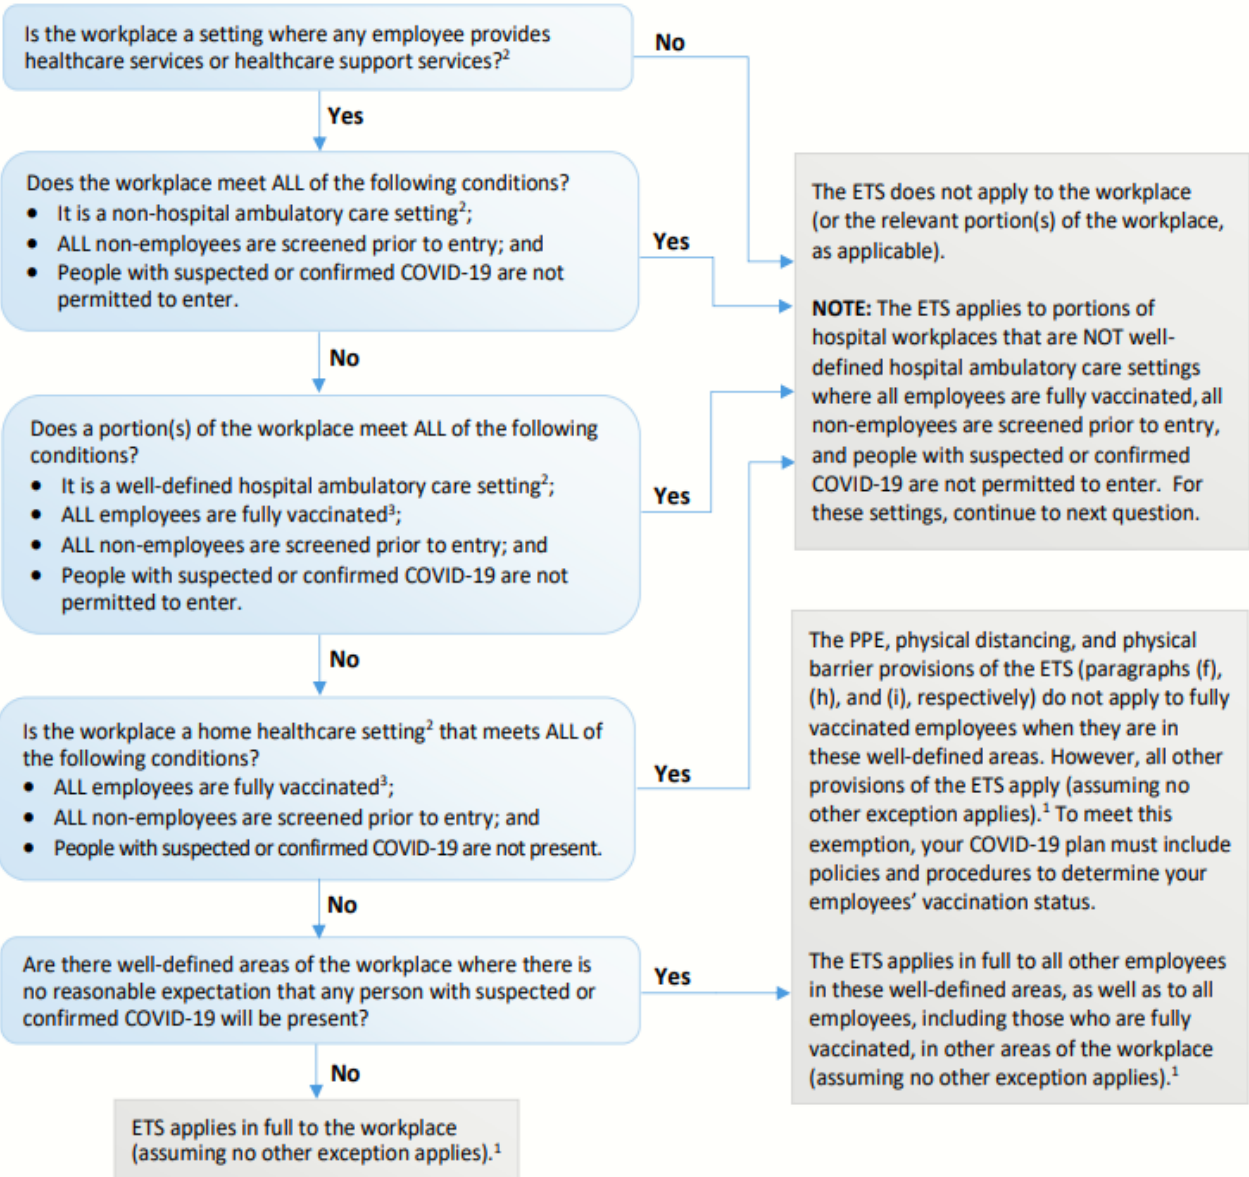 Is the workplace a setting where any employee provides
healthcare services or healthcare support services?²
No
Yes
Does the workplace meet ALL of the following conditions?
• It is a non-hospital ambulatory care setting²;
• ALL non-employees are screened prior to entry; and
• People with suspected or confirmed COVID-19 are not
permitted to enter.
Yes
No
The ETS does not apply to the workplace
(or the relevant portion(s) of the workplace,
as applicable).
NOTE: The ETS applies to portions of
hospital workplaces that are NOT well-
defined hospital ambulatory care settings
where all employees are fully vaccinated, all
non-employees are screened prior to entry,
and people with suspected or confirmed
COVID-19 are not permitted to enter. For
these settings, continue to next question.
Does a portion(s) of the workplace meet ALL of the following
conditions?
• It is a well-defined hospital ambulatory care setting²;
• ALL employees are fully vaccinated³;
• ALL non-employees are screened prior to entry; and
• People with suspected or confirmed COVID-19 are not
permitted to enter.
Yes
No
Is the workplace a home healthcare setting² that meets ALL of
the following conditions?
• ALL employees are fully vaccinated³;
• ALL non-employees are screened prior to entry; and
• People with suspected or confirmed COVID-19 are not present.
Yes
No
Are there well-defined areas of the workplace where there is
no reasonable expectation that any person with suspected or
confirmed COVID-19 will be present?
Yes
No
The PPE, physical distancing, and physical
barrier provisions of the ETS (paragraphs (f),
(h), and (i), respectively) do not apply to fully
vaccinated employees when they are in
these well-defined areas. However, all other
provisions of the ETS apply (assuming no
other exception applies).¹ To meet this
exemption, your COVID-19 plan must include
policies and procedures to determine your
employees’ vaccination status.
The ETS applies in full to all other employees
in these well-defined areas, as well as to all
employees, including those who are fully
vaccinated, in other areas of the workplace
(assuming no other exception applies).¹
ETS applies in full to the workplace
(assuming no other exception applies).¹